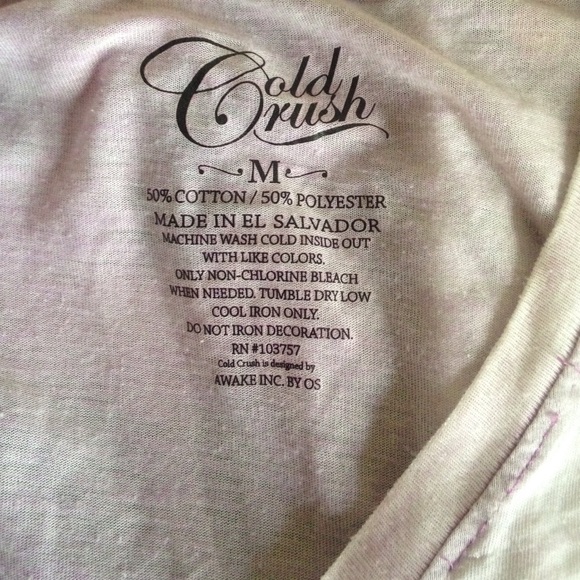 Cold
Crush
M
50% COTTON / 50% POLYESTER
MADE IN EL SALVADOR
MACHINE WASH COLD INSIDE OUT
WITH LIKE COLORS.
ONLY NON-CHLORINE BLEACH
WHEN NEEDED. TUMBLE DRY LOW
COOL IRON ONLY.
DO NOT IRON DECORATION.
RN #103757
Cold Crush is designed by
AWAKE INC. BY OS